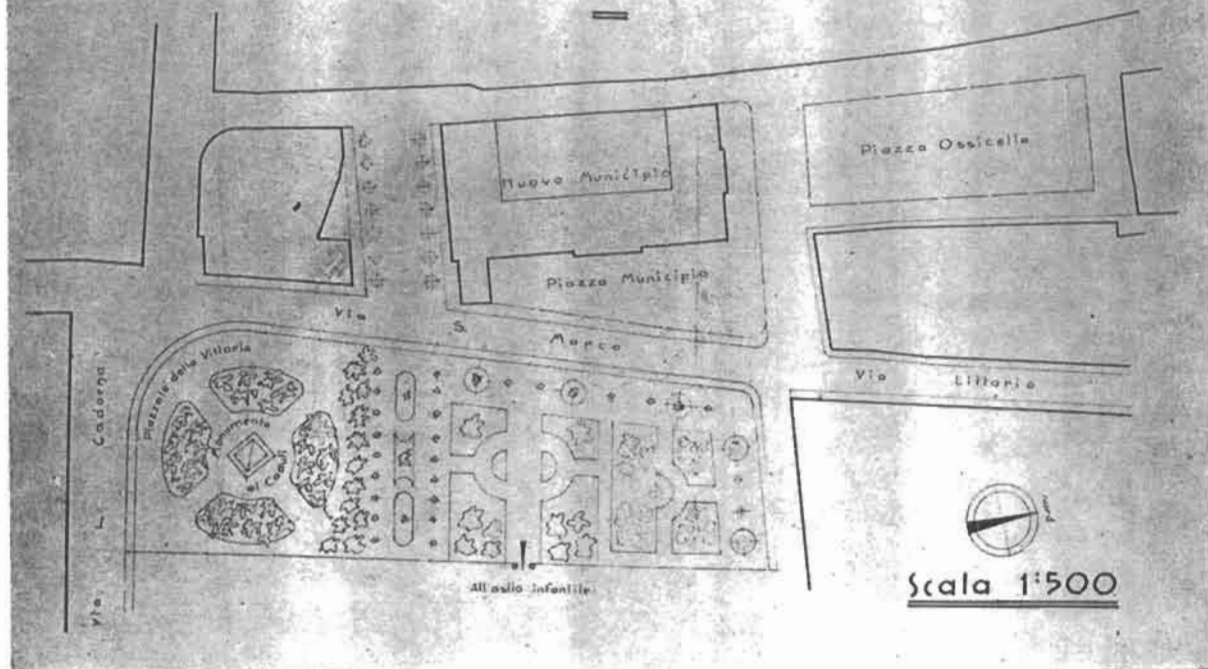 Piazza Ossicella
Nuovo Municipio
Piazza Municipio
Via S. Marco
Via Littorio
Via L. Cadorna
Piazzale della Vittoria
Monumento
ai Caduti
All'asilo infantile
nord
Scala 1:500